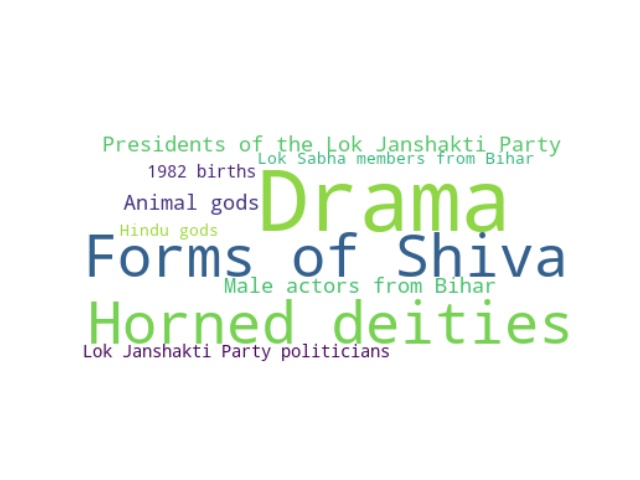 Presidents of the Lok Janshakti Party
Lok Sabha members from Bihar
1982 births
Drama
Animal gods
Hindu gods
Forms of Shiva
Male actors from Bihar
Horned deities
Lok Janshakti Party politicians